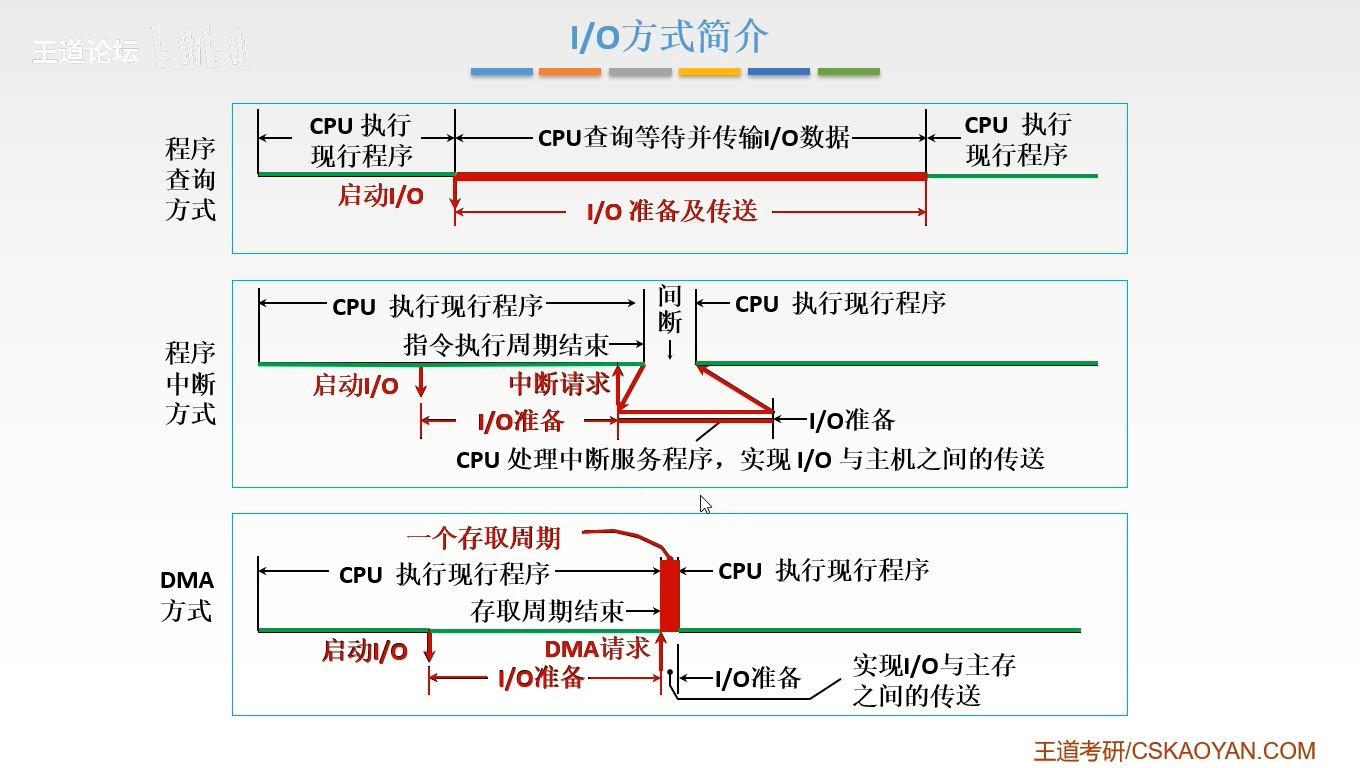 王道论坛 bilibili
I/O方式简介
程序
查询
方式
CPU 执行
现行程序
CPU查询等待并传输I/O数据
CPU 执行
现行程序
启动I/O
I/O 准备及传送
程序
中断
方式
CPU 执行现行程序
间
断
CPU 执行现行程序
指令执行周期结束
启动I/O
中断请求
I/O准备
I/O准备
CPU 处理中断服务程序，实现 I/O 与主机之间的传送
DMA
方式
一个存取周期
CPU 执行现行程序
CPU 执行现行程序
存取周期结束
启动I/O
DMA请求
I/O准备
I/O准备
实现I/O与主存
之间的传送
王道考研/CSKAOYAN.COM